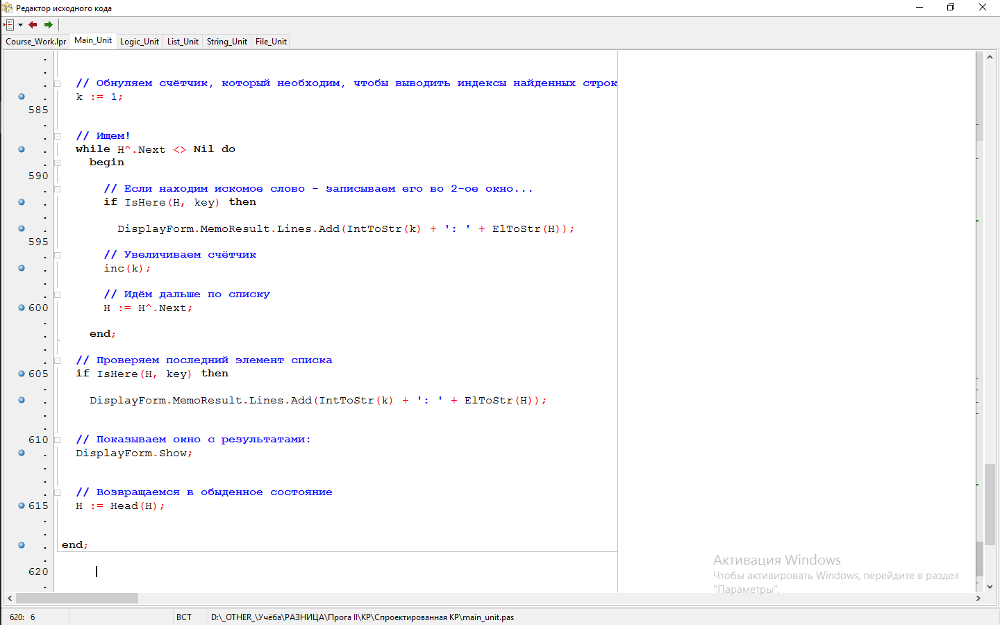 Редактор исходного кода
Course_Work.lpr Main_Unit Logic_Unit List_Unit String_Unit File_Unit
.
.
. // Обнуляем счётчик, который необходим, чтобы выводить индексы найденных строк
. k := 1;
585
.
. // Ищем!
. while H^.Next <> Nil do
. begin
590
. // Если находим искомое слово - записываем его во 2-ое окно...
. if IsHere(H, key) then
.
. DisplayForm.MemoResult.Lines.Add(IntToStr(k) + ': ' + ElToStr(H));
595
. // Увеличиваем счётчик
. inc(k);
.
. // Идём дальше по списку
600 H := H^.Next;
.
. end;
.
. // Проверяем последний элемент списка
605 if IsHere(H, key) then
.
. DisplayForm.MemoResult.Lines.Add(IntToStr(k) + ': ' + ElToStr(H));
.
.
610 // Показываем окно с результатами:
. DisplayForm.Show;
.
.
. // Возвращаемся в обыденное состояние
615 H := Head(H);
.
.
. end;
.
620
.
Активация Windows
Чтобы активировать Windows, перейдите в раздел
"Параметры".
620: 6 ВСТ D:\_OTHER_\Учёба\РАЗНИЦА\Прога II\КР\Спроектированная КР\main_unit.pas